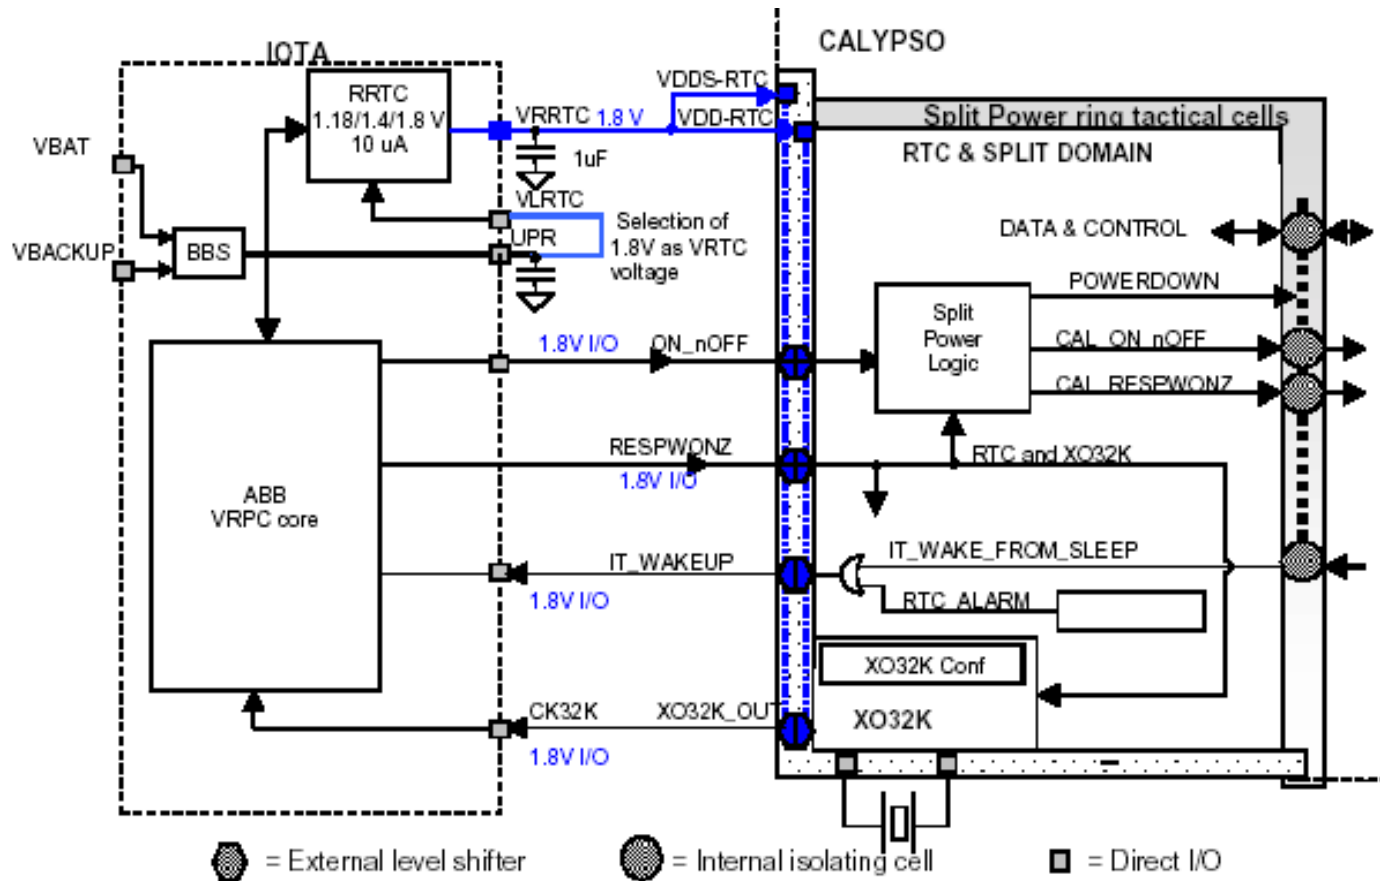 IOTA
CALYPSO
RRTC
1.18/1.4/1.8 V
10 uA
VBAT
VBACKUP
BBS
VRRTC 1.8 V
1uF
VDDS-RTC
VDD-RTC
VLRTC
UPR
Selection of
1.8V as VRTC
voltage
Split Power ring tactical cells
RTC & SPLIT DOMAIN
DATA & CONTROL
POWERDOWN
Split
Power
Logic
CAL_ON_nOFF
CAL_RESPWONZ
1.8V I/O
ON_nOFF
RESPWONZ
1.8V I/O
RTC and XO32K
ABB
VRPC core
IT_WAKEUP
1.8V I/O
IT_WAKE_FROM_SLEEP
RTC_ALARM
XO32K Conf
XO32K
CK32K
XO32K_OUT
1.8V I/O
= External level shifter
= Internal isolating cell
= Direct I/O